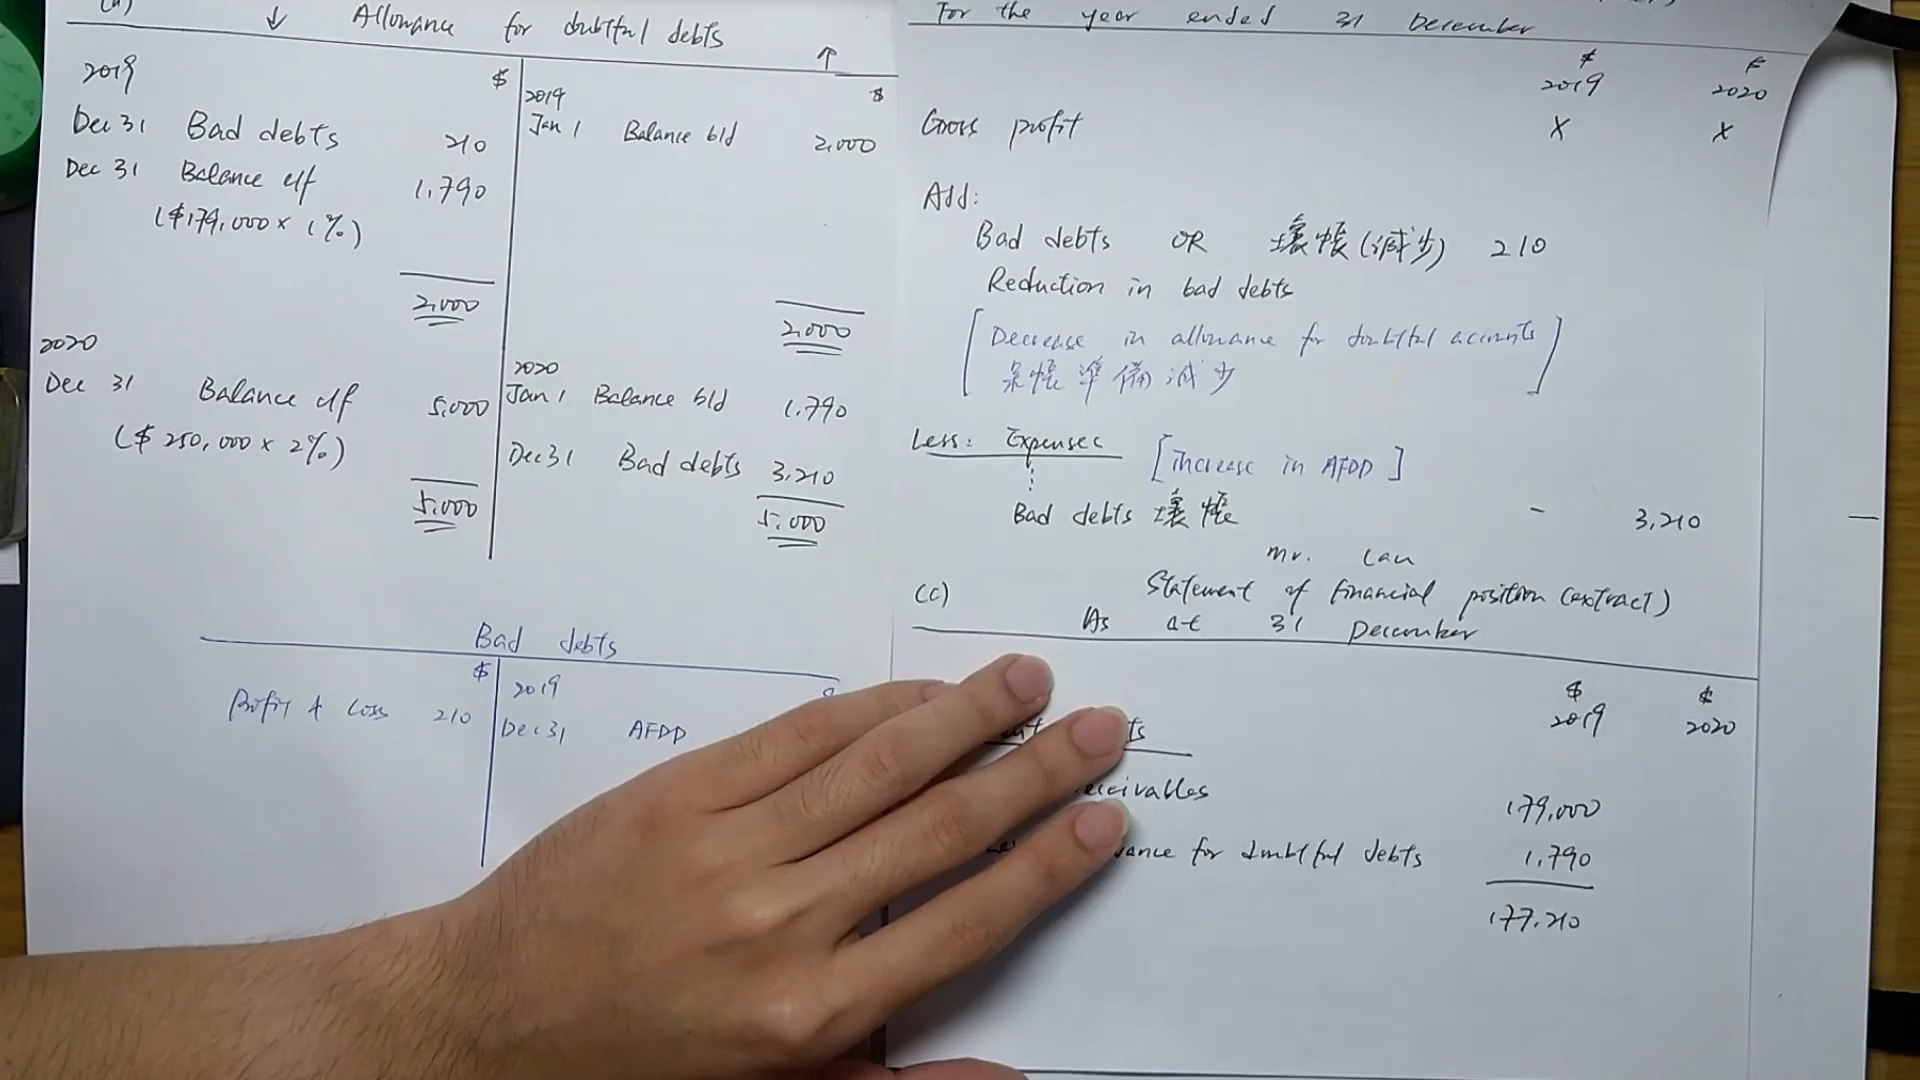 (a)
↓ Allowance for doubtful debts ↑
2019 $
Dec 31 Bad debts 210
Dec 31 Balance c/f 1,790
($179,000 × 1%)
2,000
2020
Dec 31 Balance c/f 5,000
($ 250,000 × 2%)
5,000
$
2019
Jan 1 Balance b/d 2,000
2,000
2020
Jan 1 Balance b/d 1,790
Dec 31 Bad debts 3,210
5,000
Bad debts
$
Profit & Loss 210
2019
Dec 31 AFDD
For the year ended 31 December
$ $
2019 2020
Gross profit X X
Add:
Bad debts OR 壞帳(減少) 210
Reduction in bad debts
[Decrease in allowance for doubtful accounts]
呆帳準備減少
Less: Expenses [increase in AFDD]
Bad debts 壞帳 - 3,210
Mr. Lau
(c) Statement of financial position (extract)
As at 31 December
$ $
2019 2020
179,000
for doubtful debts 1,790
177,210